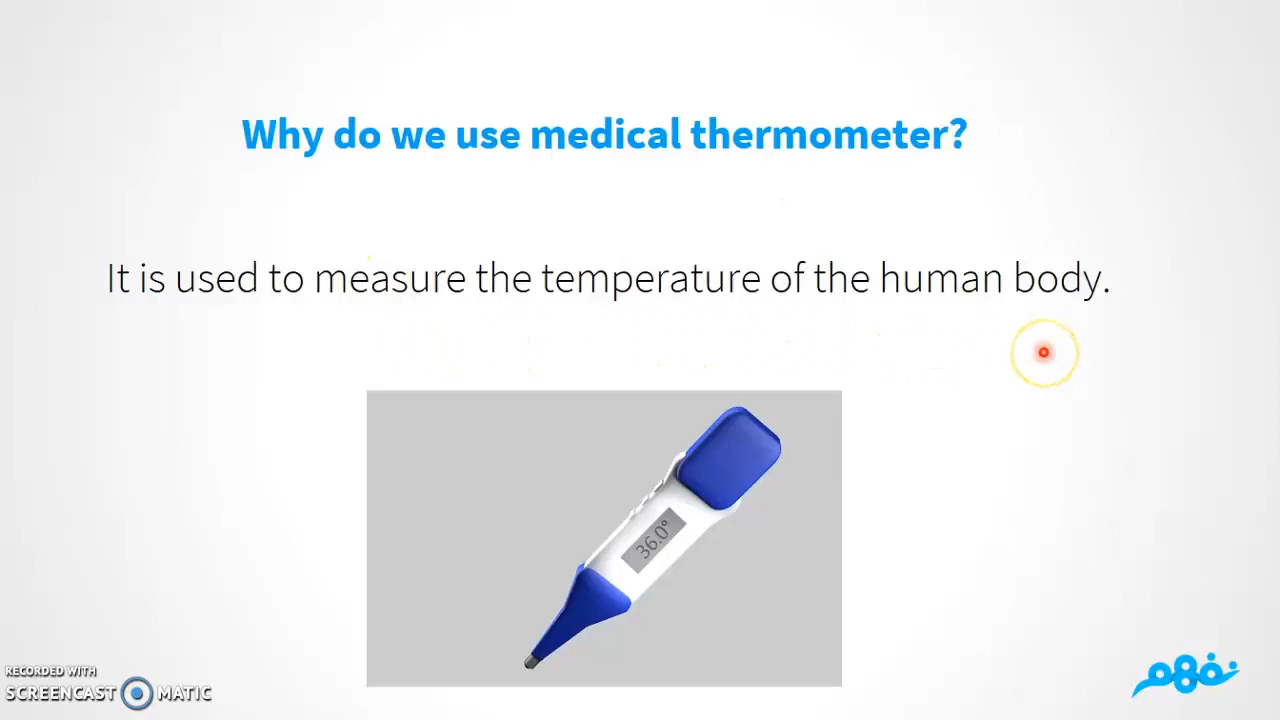 Why do we use medical thermometer?
It is used to measure the temperature of the human body.
36.0°
RECORDED WITH
SCREENCAST MATIC
نفهم